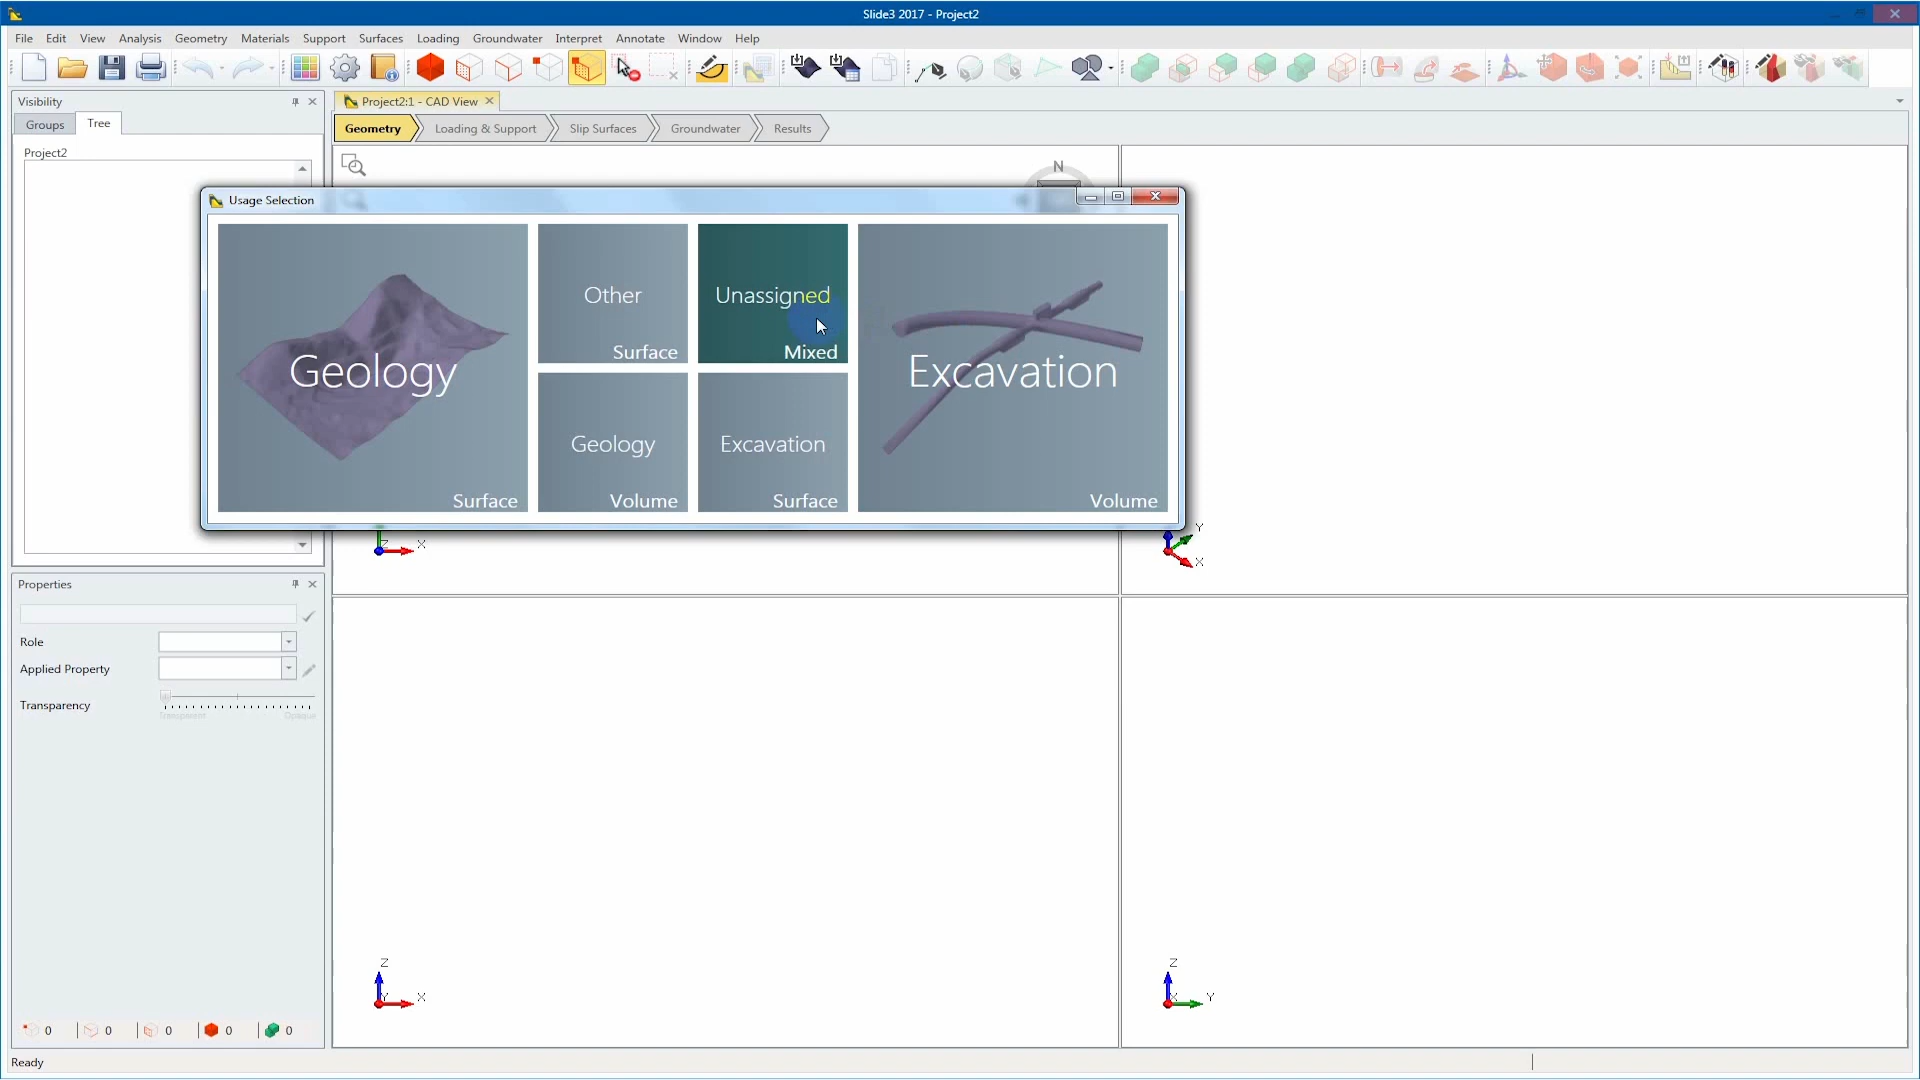 Slide3 2017 - Project2
File Edit View Analysis Geometry Materials Support Surfaces Loading Groundwater Interpret Annotate Window Help
Visibility
Groups Tree
Project2
Project2:1 - CAD View
Geometry Loading & Support Slip Surfaces Groundwater Results
N
Usage Selection
Geology
Surface
Other
Surface
Unassigned
Mixed
Geology
Volume
Excavation
Surface
Excavation
Volume
Z X
Y X
Properties
Role
Applied Property
Transparency
Transparent Opaque
Z Y X
Z X Y
0 0 0 0 0
Ready